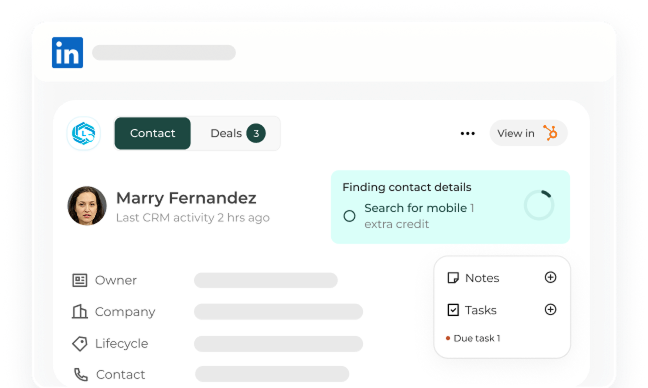 in
Contact
Deals 3
View in
Marry Fernandez
Last CRM activity 2 hrs ago
Finding contact details
Search for mobile 1
extra credit
Owner
Company
Lifecycle
Contact
Notes
Tasks
Due task 1